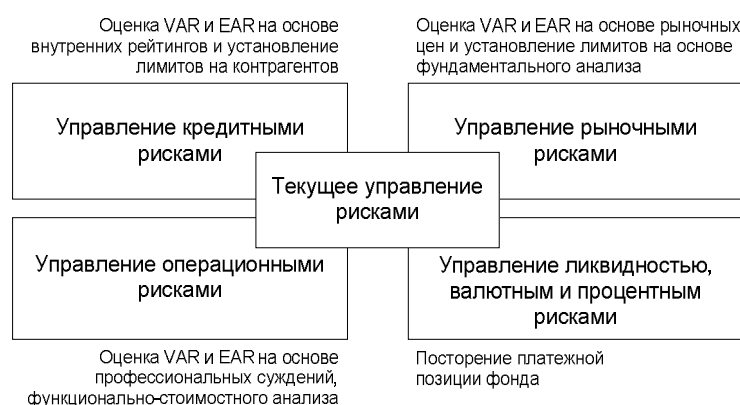 Оценка VAR и EAR на основе
внутренних рейтингов и установление
лимитов на контрагентов
Оценка VAR и EAR на основе рыночных
цен и установление лимитов на основе
фундаментального анализа
Управление кредитными
рисками
Управление рыночными
рисками
Текущее управление
рисками
Управление операционными
рисками
Управление ликвидностью,
валютным и процентным
рисками
Оценка VAR и EAR на основе
профессиональных суждений,
функционально-стоимостного анализа
Посторение платежной
позиции фонда